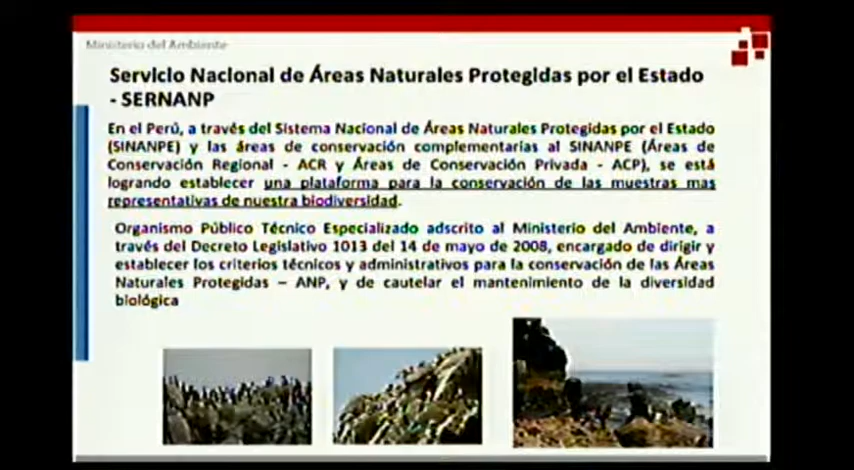 Ministerio del Ambiente
Servicio Nacional de Áreas Naturales Protegidas por el Estado
- SERNANP
En el Perú, a través del Sistema Nacional de Áreas Naturales Protegidas por el Estado
(SINANPE) y las áreas de conservación complementarias al SINANPE (Áreas de
Conservación Regional - ACR y Áreas de Conservación Privada - ACP), se está
logrando establecer una plataforma para la conservación de las muestras mas
representativas de nuestra biodiversidad.
Organismo Público Técnico Especializado adscrito al Ministerio del Ambiente, a
través del Decreto Legislativo 1013 del 14 de mayo de 2008, encargado de dirigir y
establecer los criterios técnicos y administrativos para la conservación de las Áreas
Naturales Protegidas – ANP, y de cautelar el mantenimiento de la diversidad
biológica